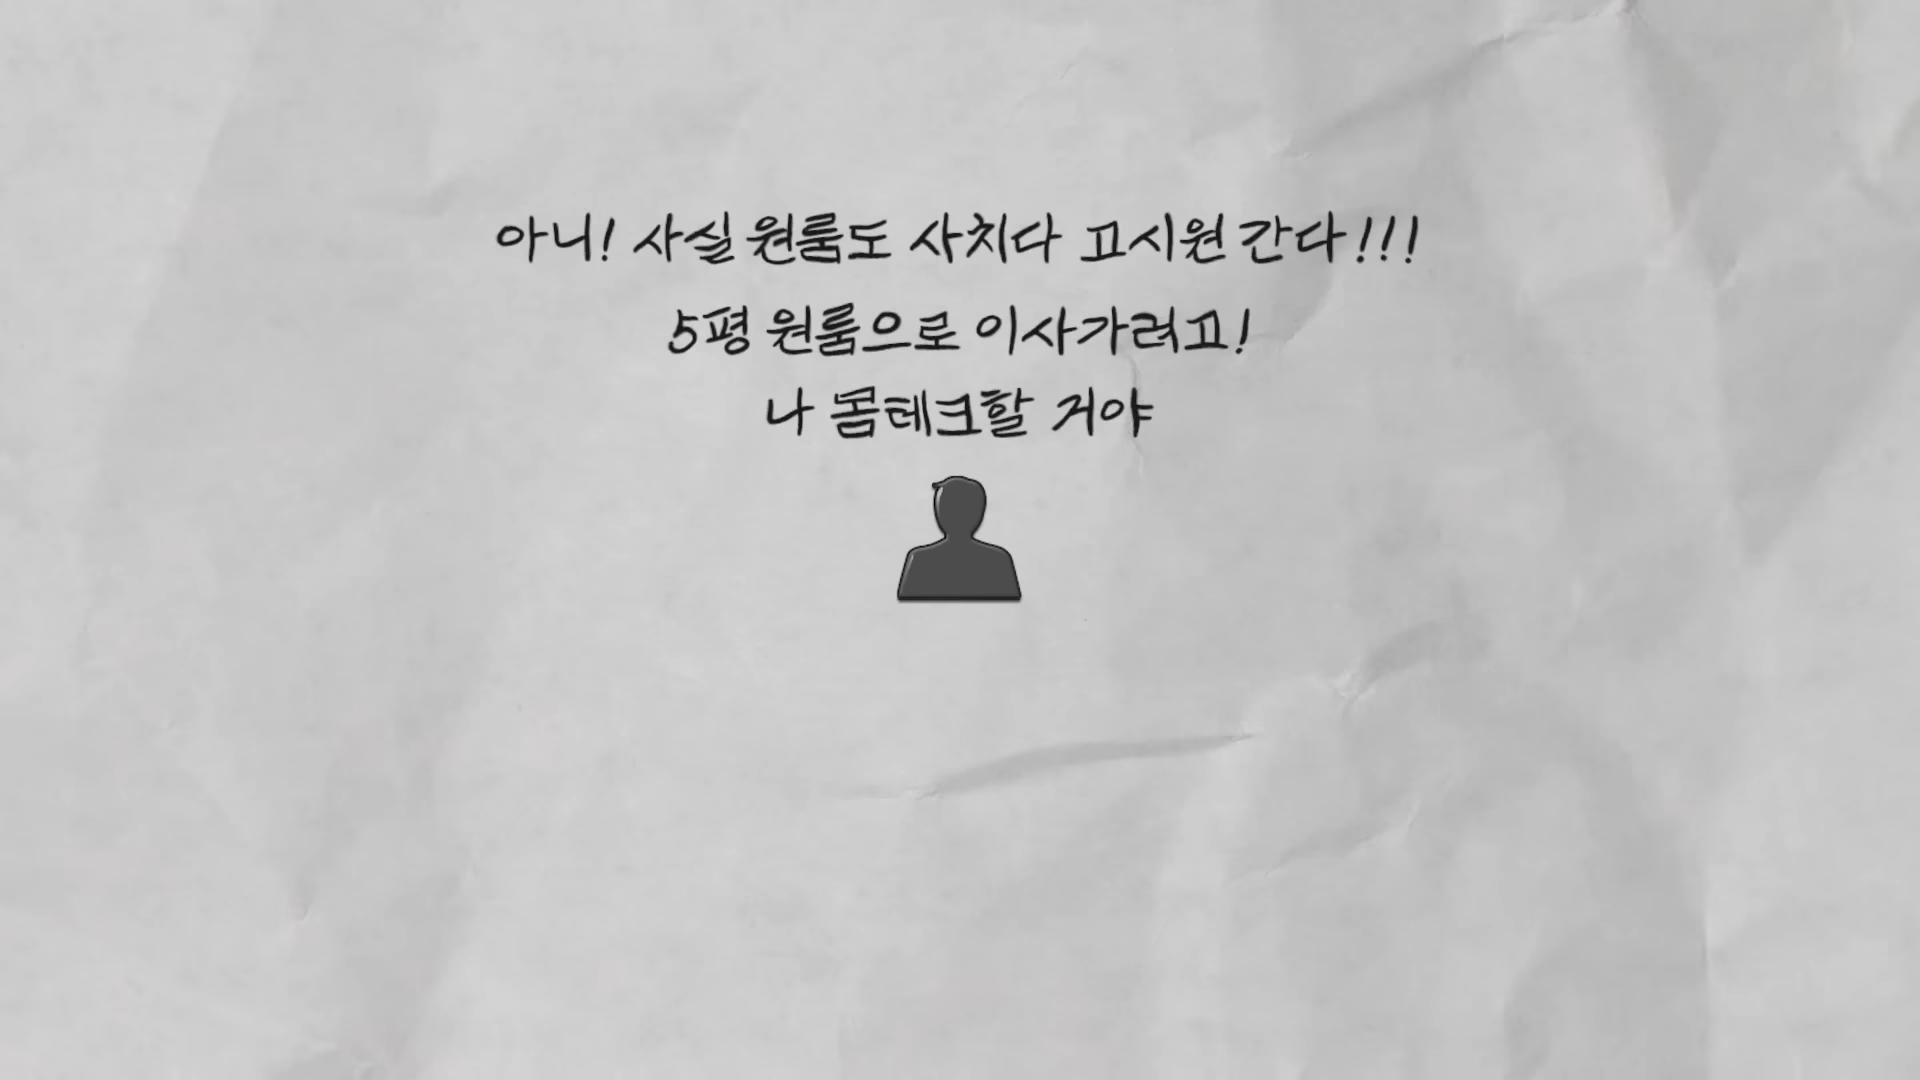 아니! 사실 원룸도 사치다 고시원 간다!!!
5평 원룸으로 이사가려고!
나 몸테크할 거야